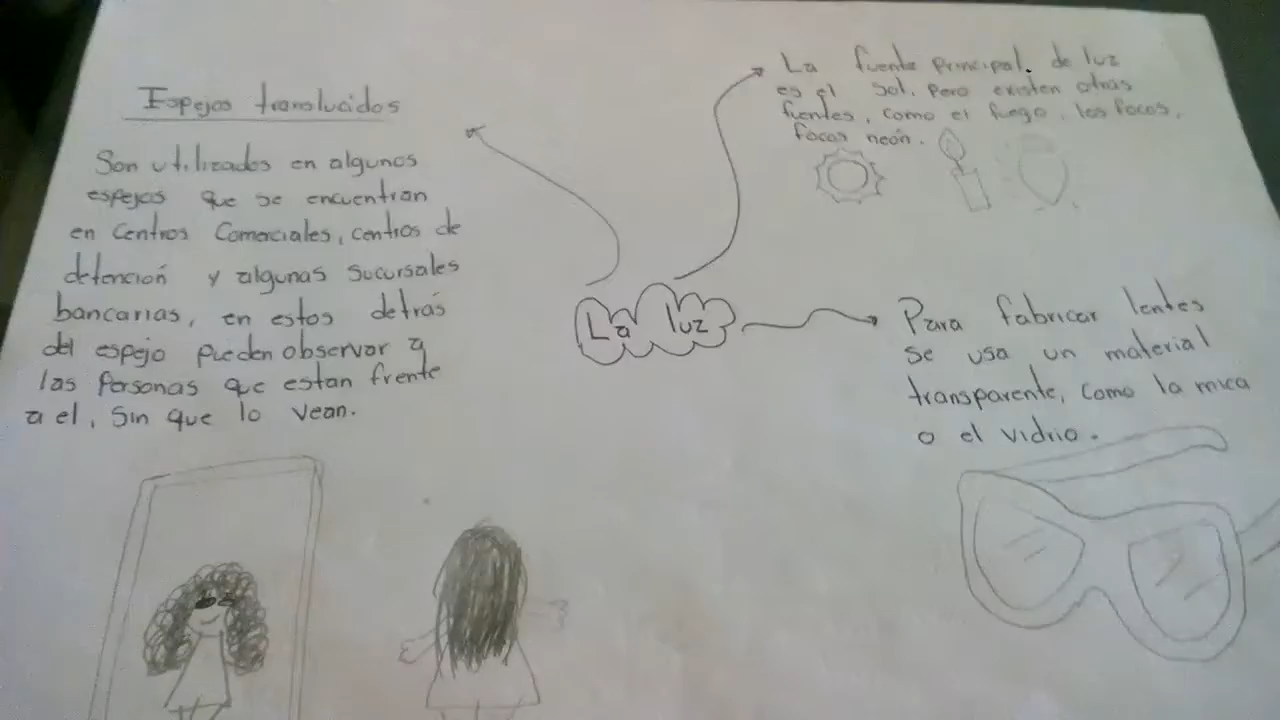 Espejos translucidos
Son utilizados en algunos
espejos que se encuentran
en Centros Comerciales, centros de
detención y algunas sucursales
bancarias, en estos detrás
del espejo pueden observar a
las personas que estan frente
a el, sin que lo vean.
La fuente principal. de luz
es el sol. pero existen otras
fuentes, como el fuego, los focos,
focos neón.
La luz
Para fabricar lentes
se usa un material
transparente, como la mica
o el vidrio.